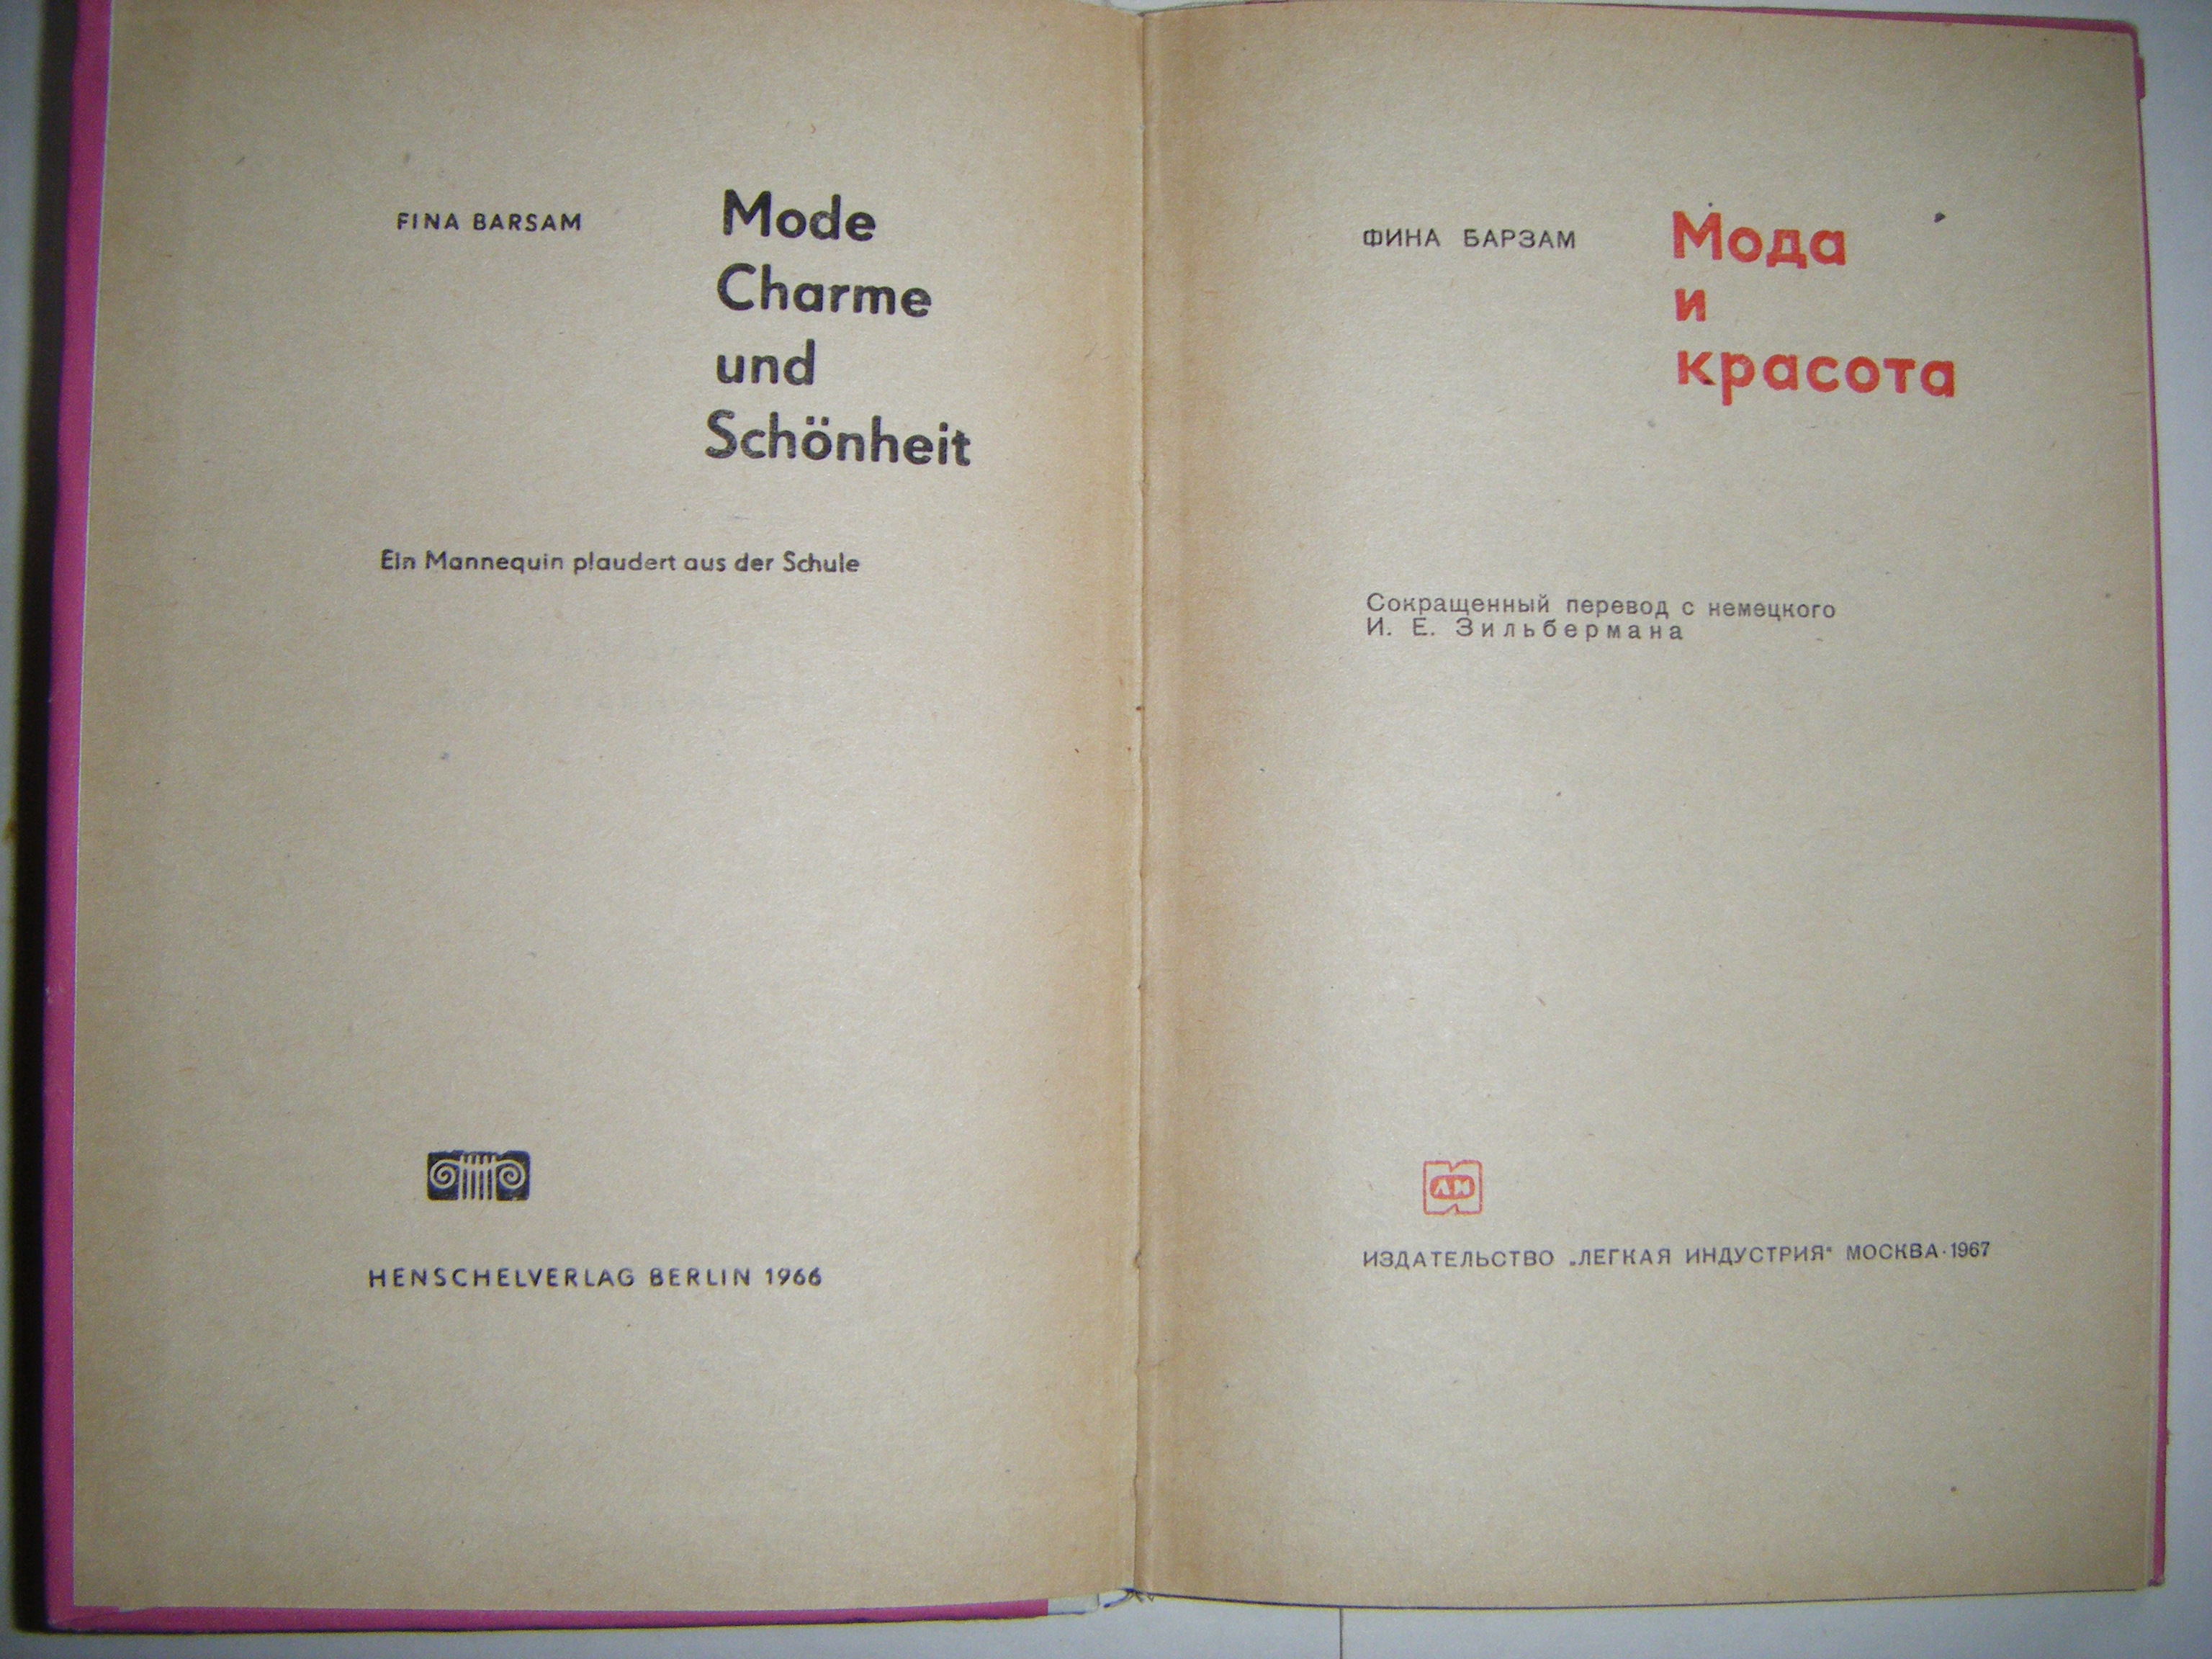 FINA BARSAM
Mode
Charme
und
Schönheit
Ein Mannequin plaudert aus der Schule
HENSCHELVERLAG BERLIN 1966
ФИНА БАРЗАМ
Мода
и
красота
Сокращенный перевод с немецкого
И. Е. Зильбермана
ЛИ
ИЗДАТЕЛЬСТВО „ЛЕГКАЯ ИНДУСТРИЯ“ МОСКВА·1967